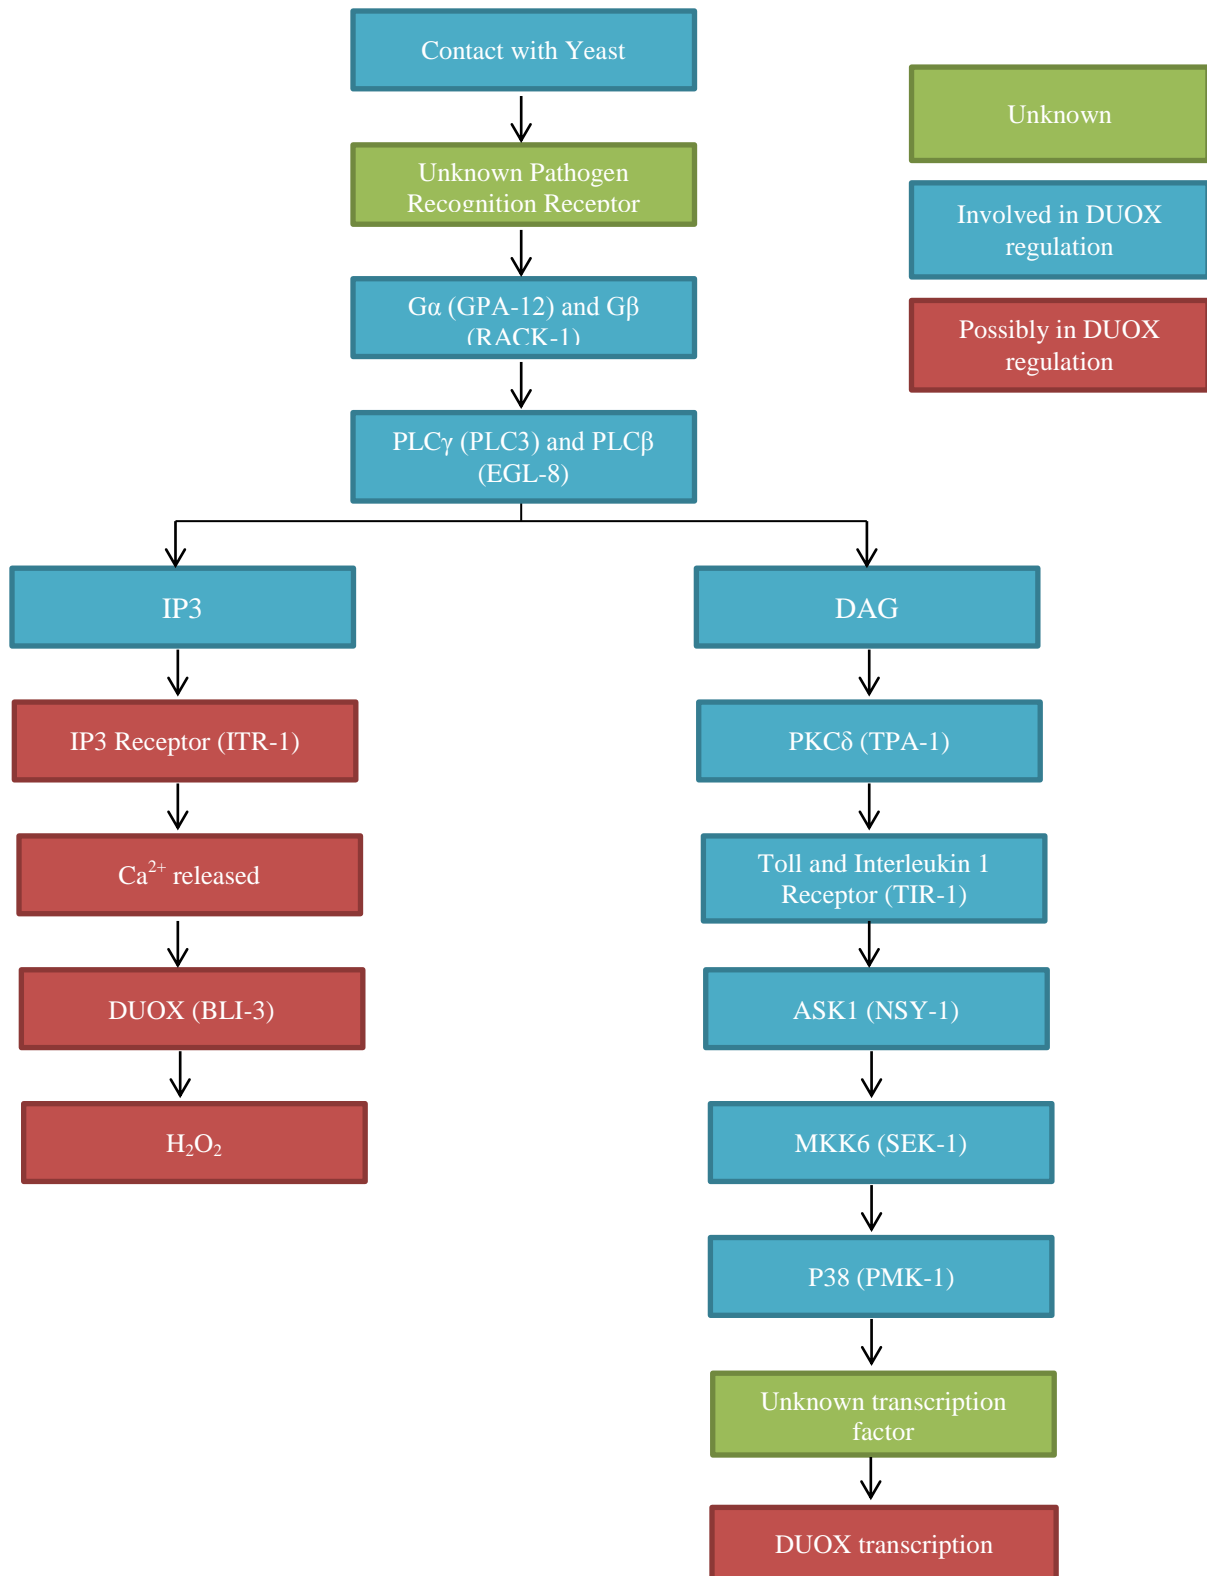 Contact with Yeast
Unknown Pathogen
Recognition Receptor
Gα (GPA-12) and Gβ
(RACK-1)
PLCγ (PLC3) and PLCβ
(EGL-8)
IP3
IP3 Receptor (ITR-1)
Ca²⁺ released
DUOX (BLI-3)
H₂O₂
DAG
PKCδ (TPA-1)
Toll and Interleukin 1
Receptor (TIR-1)
ASK1 (NSY-1)
MKK6 (SEK-1)
P38 (PMK-1)
Unknown transcription
factor
DUOX transcription
Unknown
Involved in DUOX
regulation
Possibly in DUOX
regulation